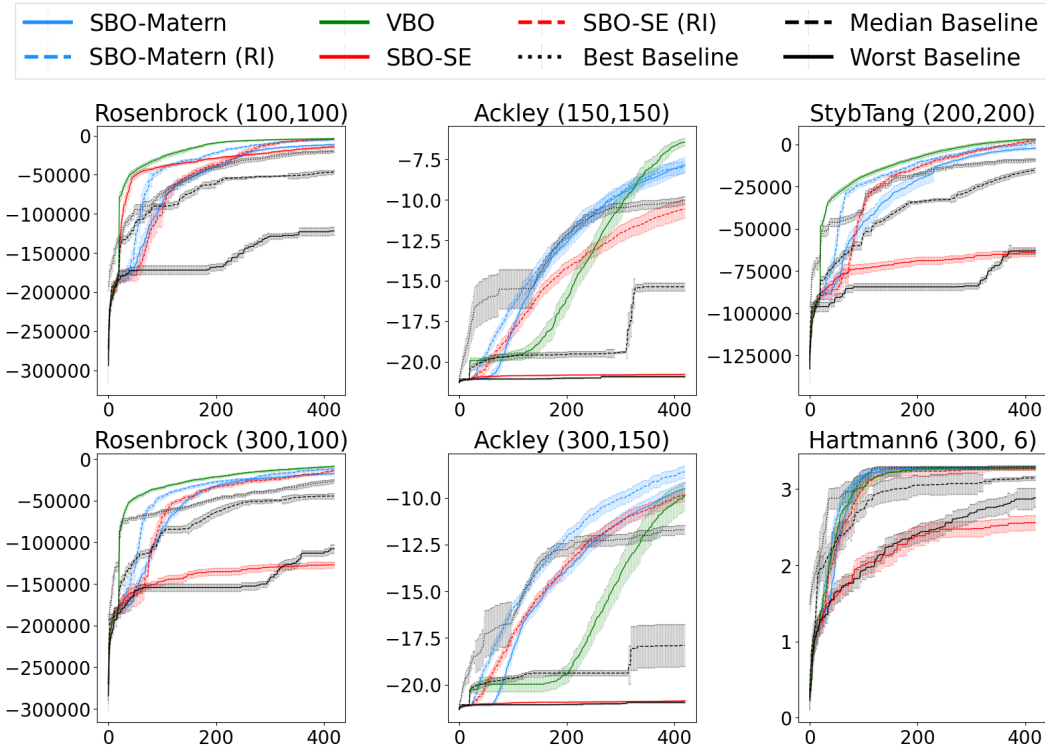 SBO-Matern VBO SBO-SE (RI) Median Baseline
SBO-Matern (RI) SBO-SE Best Baseline Worst Baseline
Rosenbrock (100,100)
0
−50000
−100000
−150000
−200000
−250000
−300000
0 200 400
Ackley (150,150)
−7.5
−10.0
−12.5
−15.0
−17.5
−20.0
0 200 400
StybTang (200,200)
0
−25000
−50000
−75000
−100000
−125000
0 200 400
Rosenbrock (300,100)
0
−50000
−100000
−150000
−200000
−250000
−300000
0 200 400
Ackley (300,150)
−10.0
−12.5
−15.0
−17.5
−20.0
0 200 400
Hartmann6 (300, 6)
3
2
1
0
0 200 400